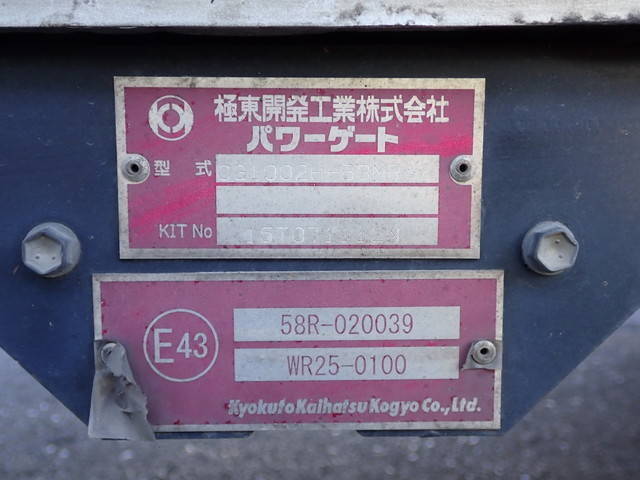 極東開発工業株式会社
パワーゲート
型式
KIT No
E43
58R-020039
WR25-0100
Kyokuto Kaihatsu Kogyo Co., Ltd.